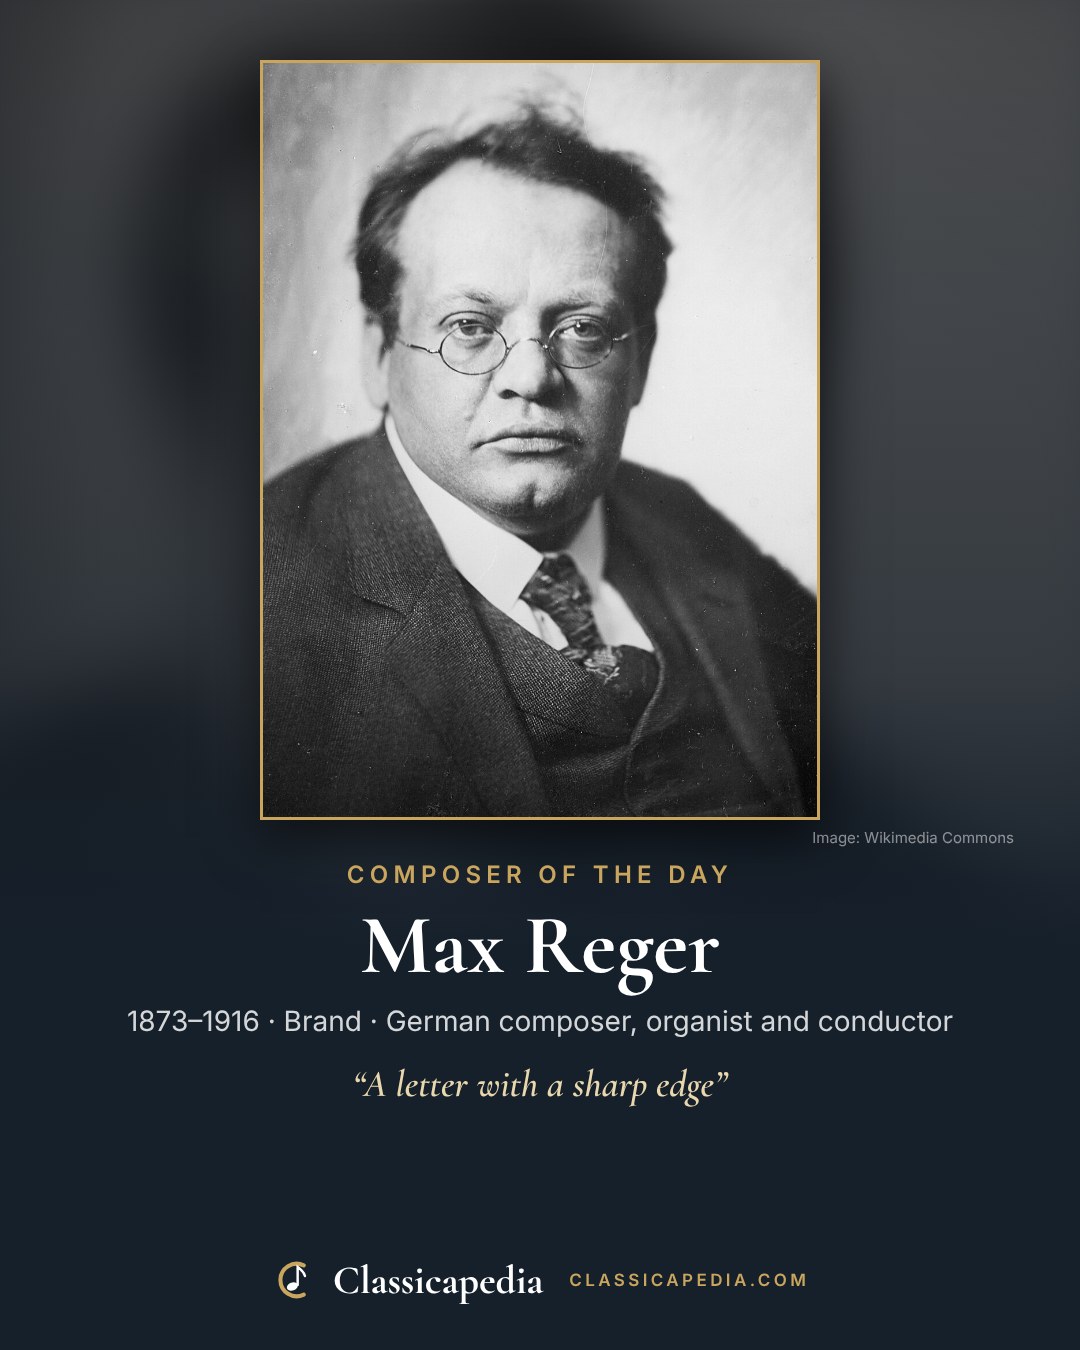 Image: Wikimedia Commons
COMPOSER OF THE DAY
Max Reger
1873–1916 · Brand · German composer, organist and conductor
“A letter with a sharp edge”
Classicapedia CLASSICAPEDIA.COM